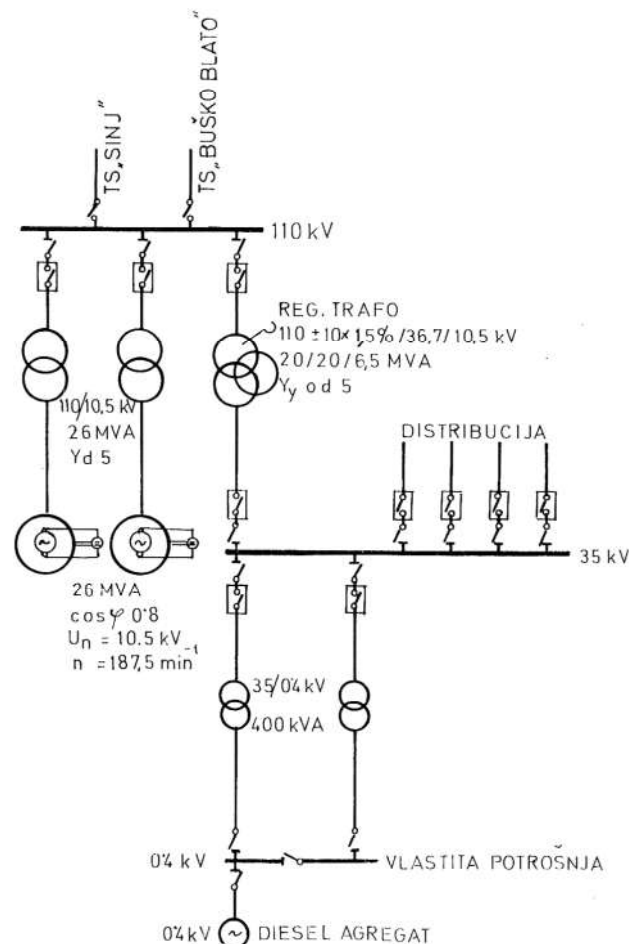 TS„SINJ”
TS„BUŠKO BLATO”
110 kV
REG. TRAFO
110 ±10×1,5% /36,7/10,5 kV
20/20/6,5 MVA
Yy od 5
110/10,5 kV
26 MVA
Yd 5
DISTRIBUCIJA
35 kV
26 MVA
cosφ 0·8
Un = 10.5 kV
n = 187,5 min⁻¹
35/0'4 kV
400 kVA
0'4 kV
VLASTITA POTROŠNJA
0'4 kV
DIESEL AGREGAT